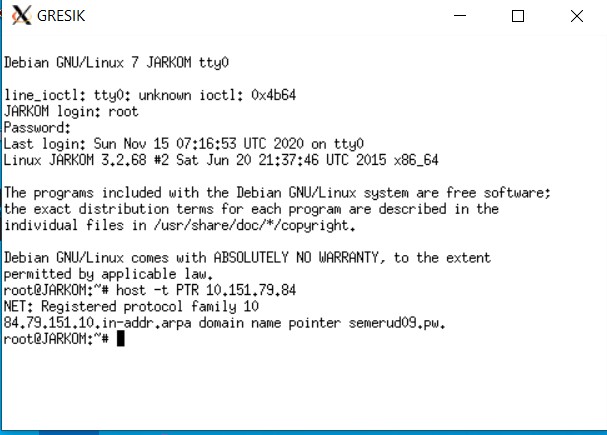 GRESIK
Debian GNU/Linux 7 JARKOM tty0
line_ioctl: tty0: unknown ioctl: 0x4b64
JARKOM login: root
Password:
Last login: Sun Nov 15 07:16:53 UTC 2020 on tty0
Linux JARKOM 3.2.68 #2 Sat Jun 20 21:37:46 UTC 2015 x86_64
The programs included with the Debian GNU/Linux system are free software;
the exact distribution terms for each program are described in the
individual files in /usr/share/doc/*/copyright.
Debian GNU/Linux comes with ABSOLUTELY NO WARRANTY, to the extent
permitted by applicable law.
root@JARKOM:~# host -t PTR 10.151.79.84
NET: Registered protocol family 10
84.79.151.10.in-addr.arpa domain name pointer semerud09.pw.
root@JARKOM:~#